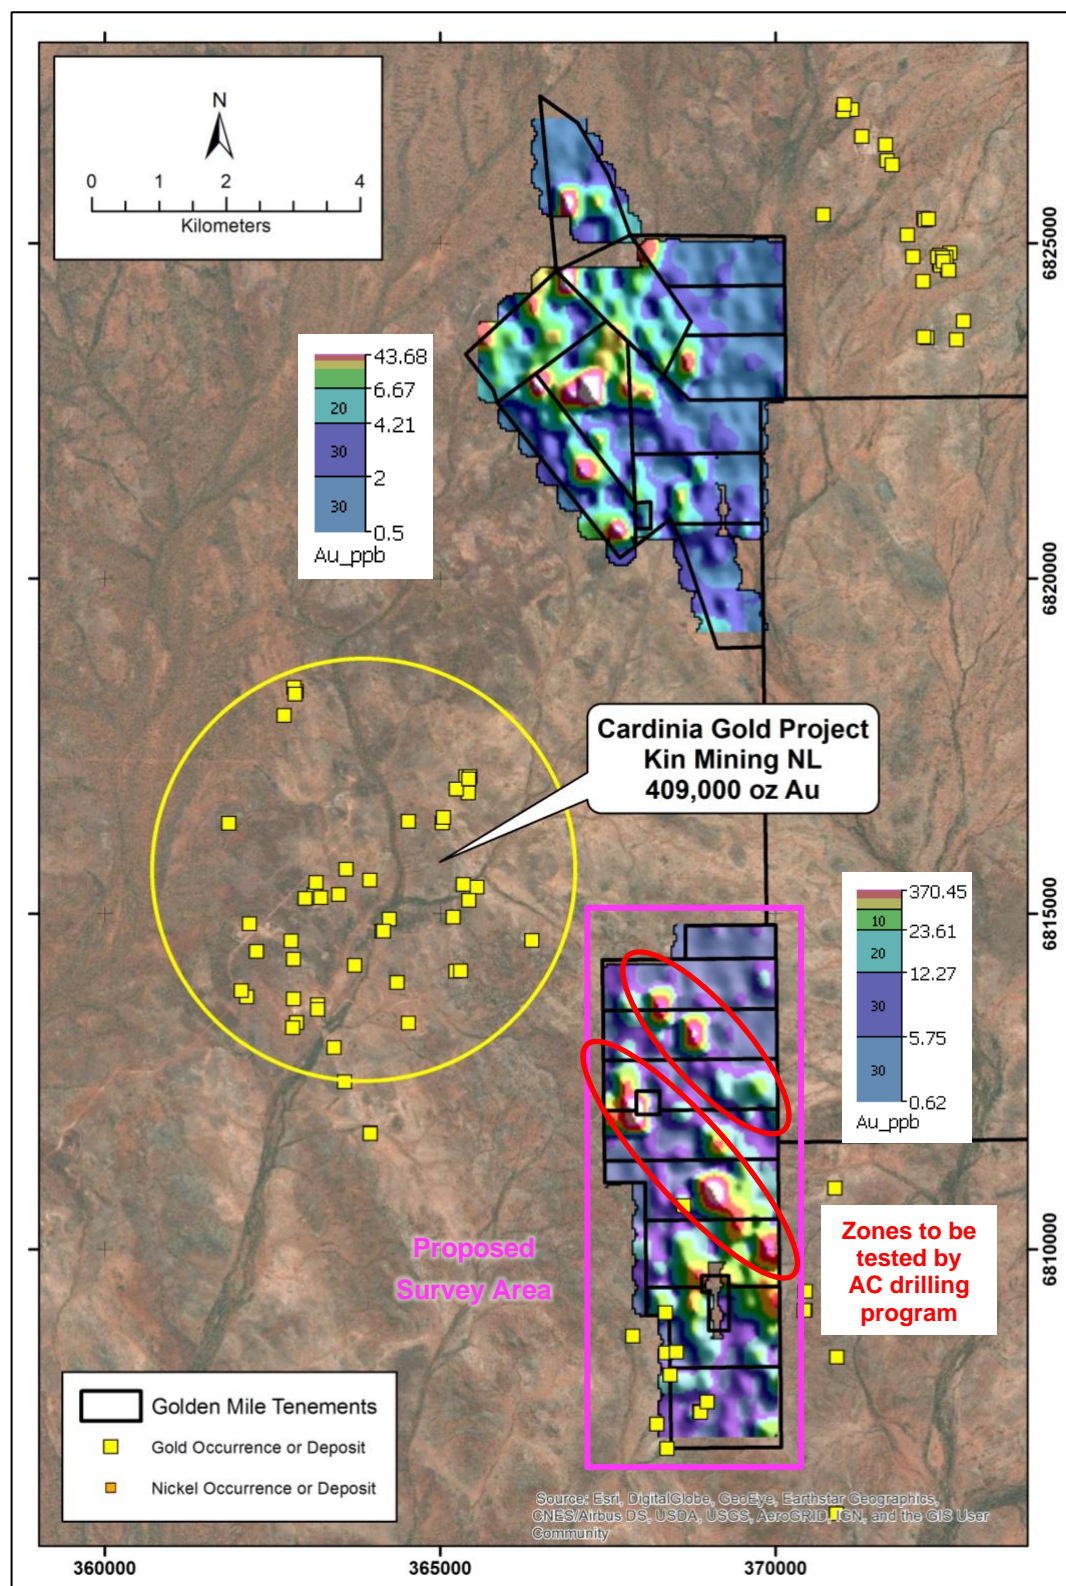 N
0 1 2 4
Kilometers
6825000
43.68
6.67
20
4.21
30
2
30
0.5
Au_ppb
6820000
Cardinia Gold Project
Kin Mining NL
409,000 oz Au
370.45
10
23.61
20
12.27
30
5.75
30
0.62
Au_ppb
6815000
Proposed
Survey Area
Zones to be
tested by
AC drilling
program
6810000
Golden Mile Tenements
Gold Occurrence or Deposit
Nickel Occurrence or Deposit
Source: Esri, DigitalGlobe, GeoEye, Earthstar Geographics,
CNES/Airbus DS, USDA, USGS, AeroGRID, IGN, and the GIS User
Community
360000 365000 370000